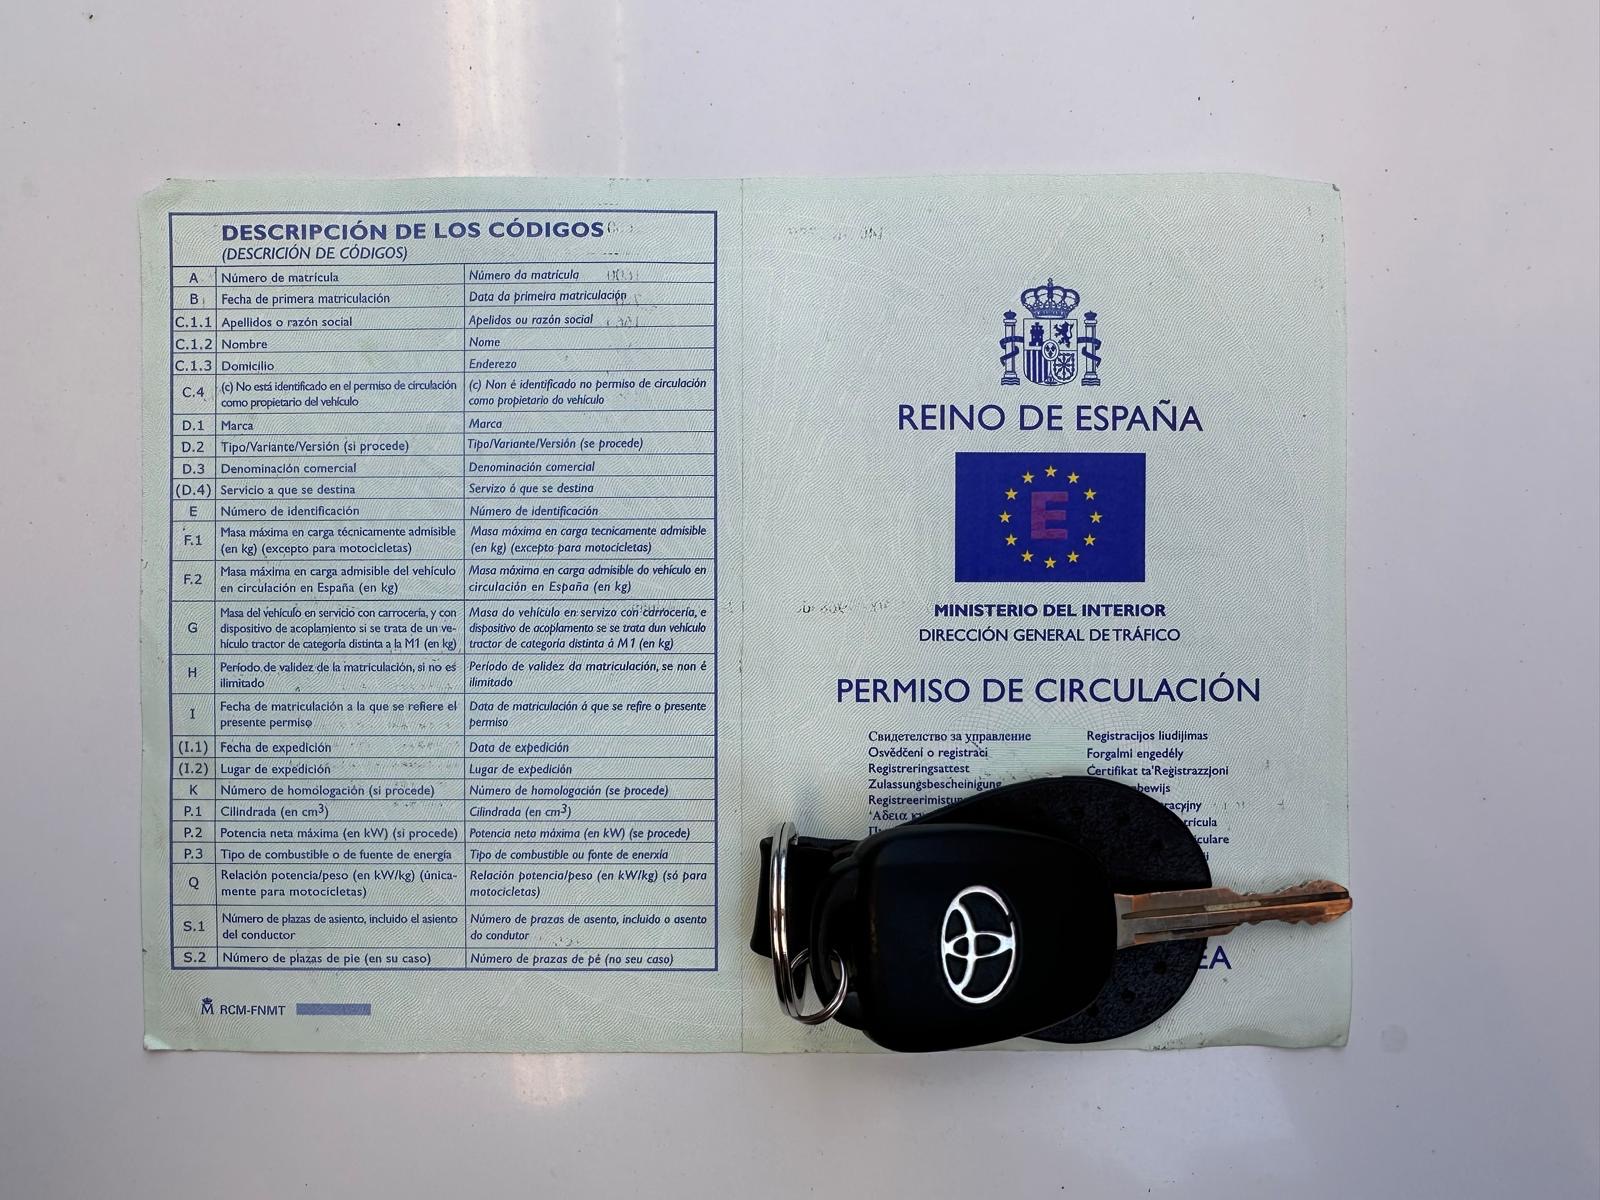 DESCRIPCIÓN DE LOS CÓDIGOS
(DESCRICIÓN DE CÓDIGOS)
A Número de matrícula Número da matrícula
B Fecha de primera matriculación Data da primeira matriculación
C.1.1 Apellidos o razón social Apelidos ou razón social
C.1.2 Nombre Nome
C.1.3 Domicilio Enderezo
C.4 (c) No está identificado en el permiso de circulación (c) Non é identificado no permiso de circulación
como propietario del vehículo como propietario do vehículo
D.1 Marca Marca
D.2 Tipo/Variante/Versión (si procede) Tipo/Variante/Versión (se procede)
D.3 Denominación comercial Denominación comercial
(D.4) Servicio a que se destina Servizo ó que se destina
E Número de identificación Número de identificación
F.1 Masa máxima en carga técnicamente admisible Masa máxima en carga tecnicamente admisible
(en kg) (excepto para motocicletas) (en kg) (excepto para motocicletas)
F.2 Masa máxima en carga admisible del vehículo Masa máxima en carga admisible do vehículo en
en circulación en España (en kg) circulación en España (en kg)
G Masa del vehículo en servicio con carrocería, y con Masa do vehículo en servizo con carrocería, e
dispositivo de acoplamiento si se trata de un ve- dispositivo de acoplamento se se trata dun vehículo
hículo tractor de categoría distinta a la M1 (en kg) tractor de categoría distinta á M1 (en kg)
H Período de validez de la matriculación, si no es Período de validez da matriculación, se non é
ilimitado ilimitado
I Fecha de matriculación a la que se refiere el Data de matriculación á que se refire o presente
presente permiso permiso
(I.1) Fecha de expedición Data de expedición
(I.2) Lugar de expedición Lugar de expedición
K Número de homologación (si procede) Número de homologación (se procede)
P.1 Cilindrada (en cm³) Cilindrada (en cm³)
P.2 Potencia neta máxima (en kW) (si procede) Potencia neta máxima (en kW) (se procede)
P.3 Tipo de combustible o de fuente de energía Tipo de combustible ou fonte de enerxía
Q Relación potencia/peso (en kW/kg) (única- Relación potencia/peso (en kW/kg) (só para
mente para motocicletas) motocicletas)
S.1 Número de plazas de asiento, incluido el asiento Número de prazas de asento, incluido o asento
del conductor do condutor
S.2 Número de plazas de pie (en su caso) Número de prazas de pé (no seu caso)
M RCM-FNMT
REINO DE ESPAÑA
E
MINISTERIO DEL INTERIOR
DIRECCIÓN GENERAL DE TRÁFICO
PERMISO DE CIRCULACIÓN
Свидетелство за управление Registracijos liudijimas
Osvědčení o registraci Forgalmi engedély
Registreringsattest Ċertifikat ta'Reġistrazzjoni
Zulassungsbescheinigung